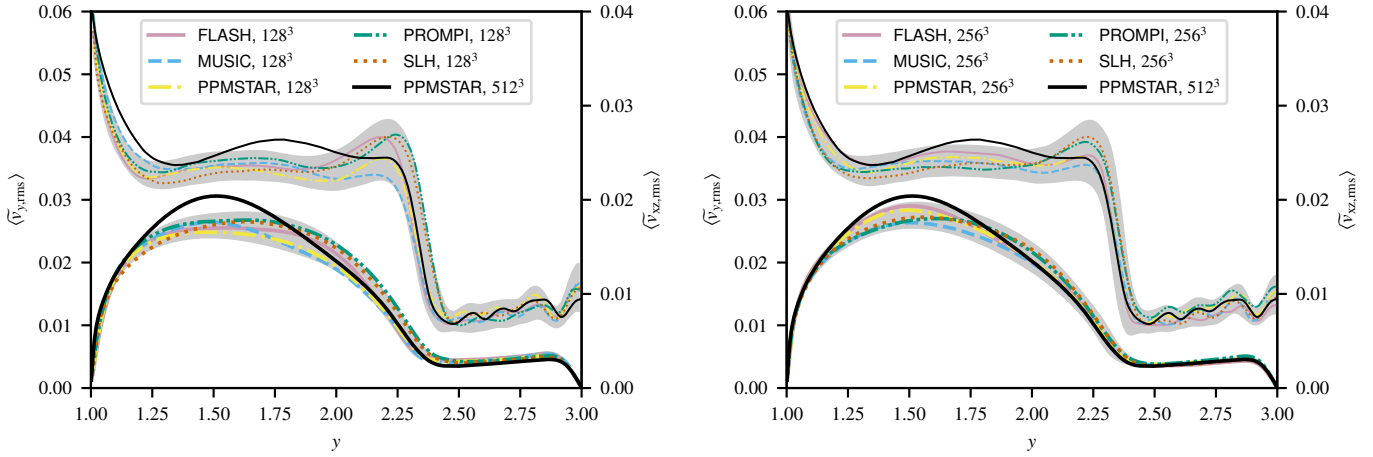 0.06
0.05
0.04
0.03
0.02
0.01
0.00
⟨ṽ_y,rms⟩
FLASH, 128³
MUSIC, 128³
PPMSTAR, 128³
PROMPI, 128³
SLH, 128³
PPMSTAR, 512³
0.04
0.03
0.02
0.01
0.00
⟨ṽ_xz,rms⟩
1.00 1.25 1.50 1.75 2.00 2.25 2.50 2.75 3.00
y
0.06
0.05
0.04
0.03
0.02
0.01
0.00
⟨ṽ_y,rms⟩
FLASH, 256³
MUSIC, 256³
PPMSTAR, 256³
PROMPI, 256³
SLH, 256³
PPMSTAR, 512³
0.04
0.03
0.02
0.01
0.00
⟨ṽ_xz,rms⟩
1.00 1.25 1.50 1.75 2.00 2.25 2.50 2.75 3.00
y